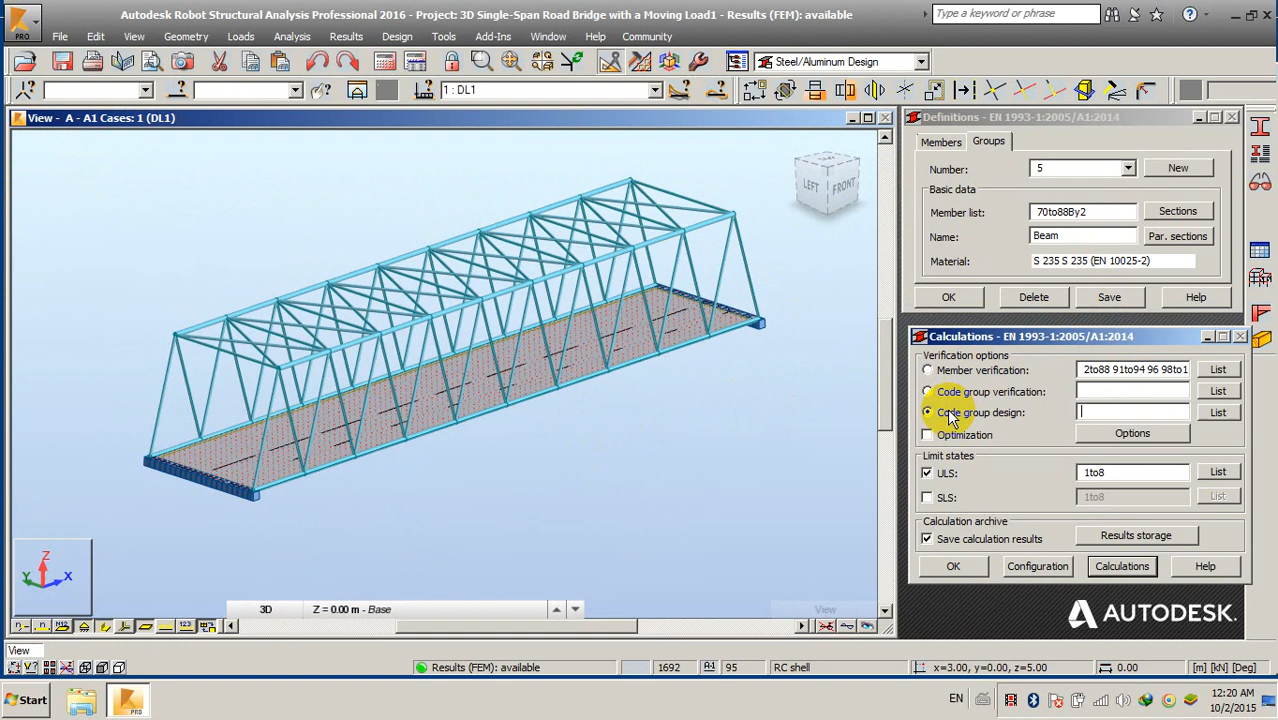 Autodesk Robot Structural Analysis Professional 2016 - Project: 3D Single-Span Road Bridge with a Moving Load1 - Results (FEM): available
Type a keyword or phrase
PRO
File Edit View Geometry Loads Analysis Results Design Tools Add-Ins Window Help Community
Steel/Aluminum Design
1 : DL1
View - A - A1 Cases: 1 (DL1)
LEFT
FRONT
Z
Y
X
3D
Z = 0.00 m - Base
View
Definitions - EN 1993-1:2005/A1:2014
Members Groups
Number: 5 New
Basic data
Member list: 70to88By2 Sections
Name: Beam Par. sections
Material: S 235 S 235 (EN 10025-2)
OK Delete Save Help
Calculations - EN 1993-1:2005/A1:2014
Verification options
Member verification: 2to88 91to94 96 98to1 List
Code group verification: List
Code group design: List
Optimization Options
Limit states
ULS: 1to8 List
SLS: 1to8 List
Calculation archive
Save calculation results Results storage
OK Configuration Calculations Help
AUTODESK.
View
Results (FEM): available 1692 95 RC shell x=3.00, y=0.00, z=5.00 0.00 [m] [kN] [Deg]
Start
PRO
EN
12:20 AM
10/2/2015